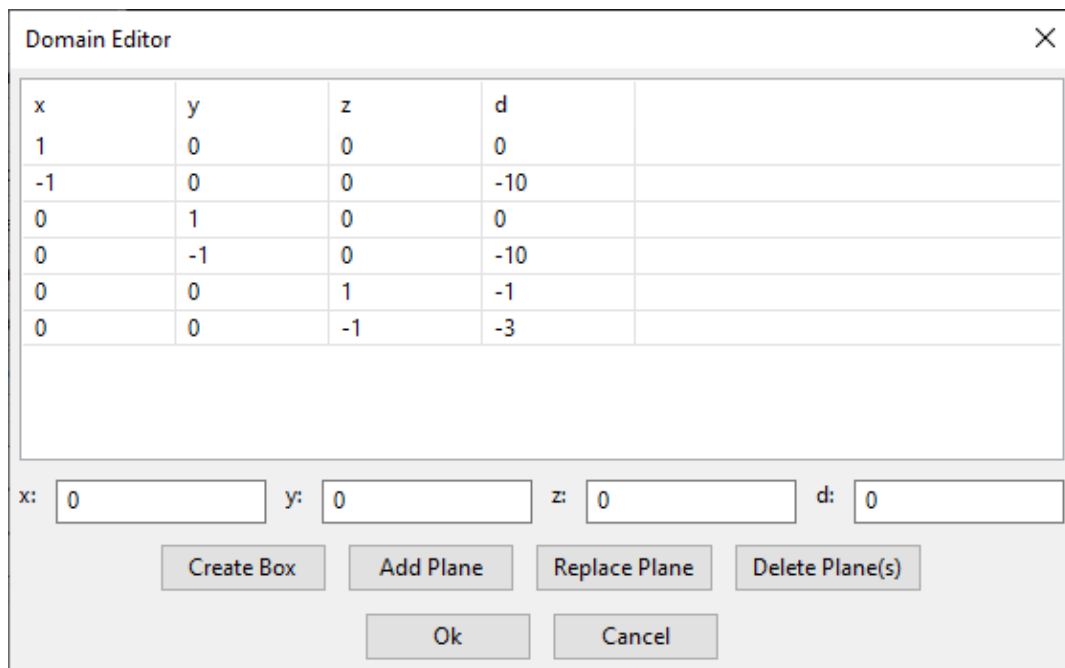 Domain Editor
x y z d
1 0 0 0
-1 0 0 -10
0 1 0 0
0 -1 0 -10
0 0 1 -1
0 0 -1 -3
x: 0 y: 0 z: 0 d: 0
Create Box Add Plane Replace Plane Delete Plane(s)
Ok Cancel